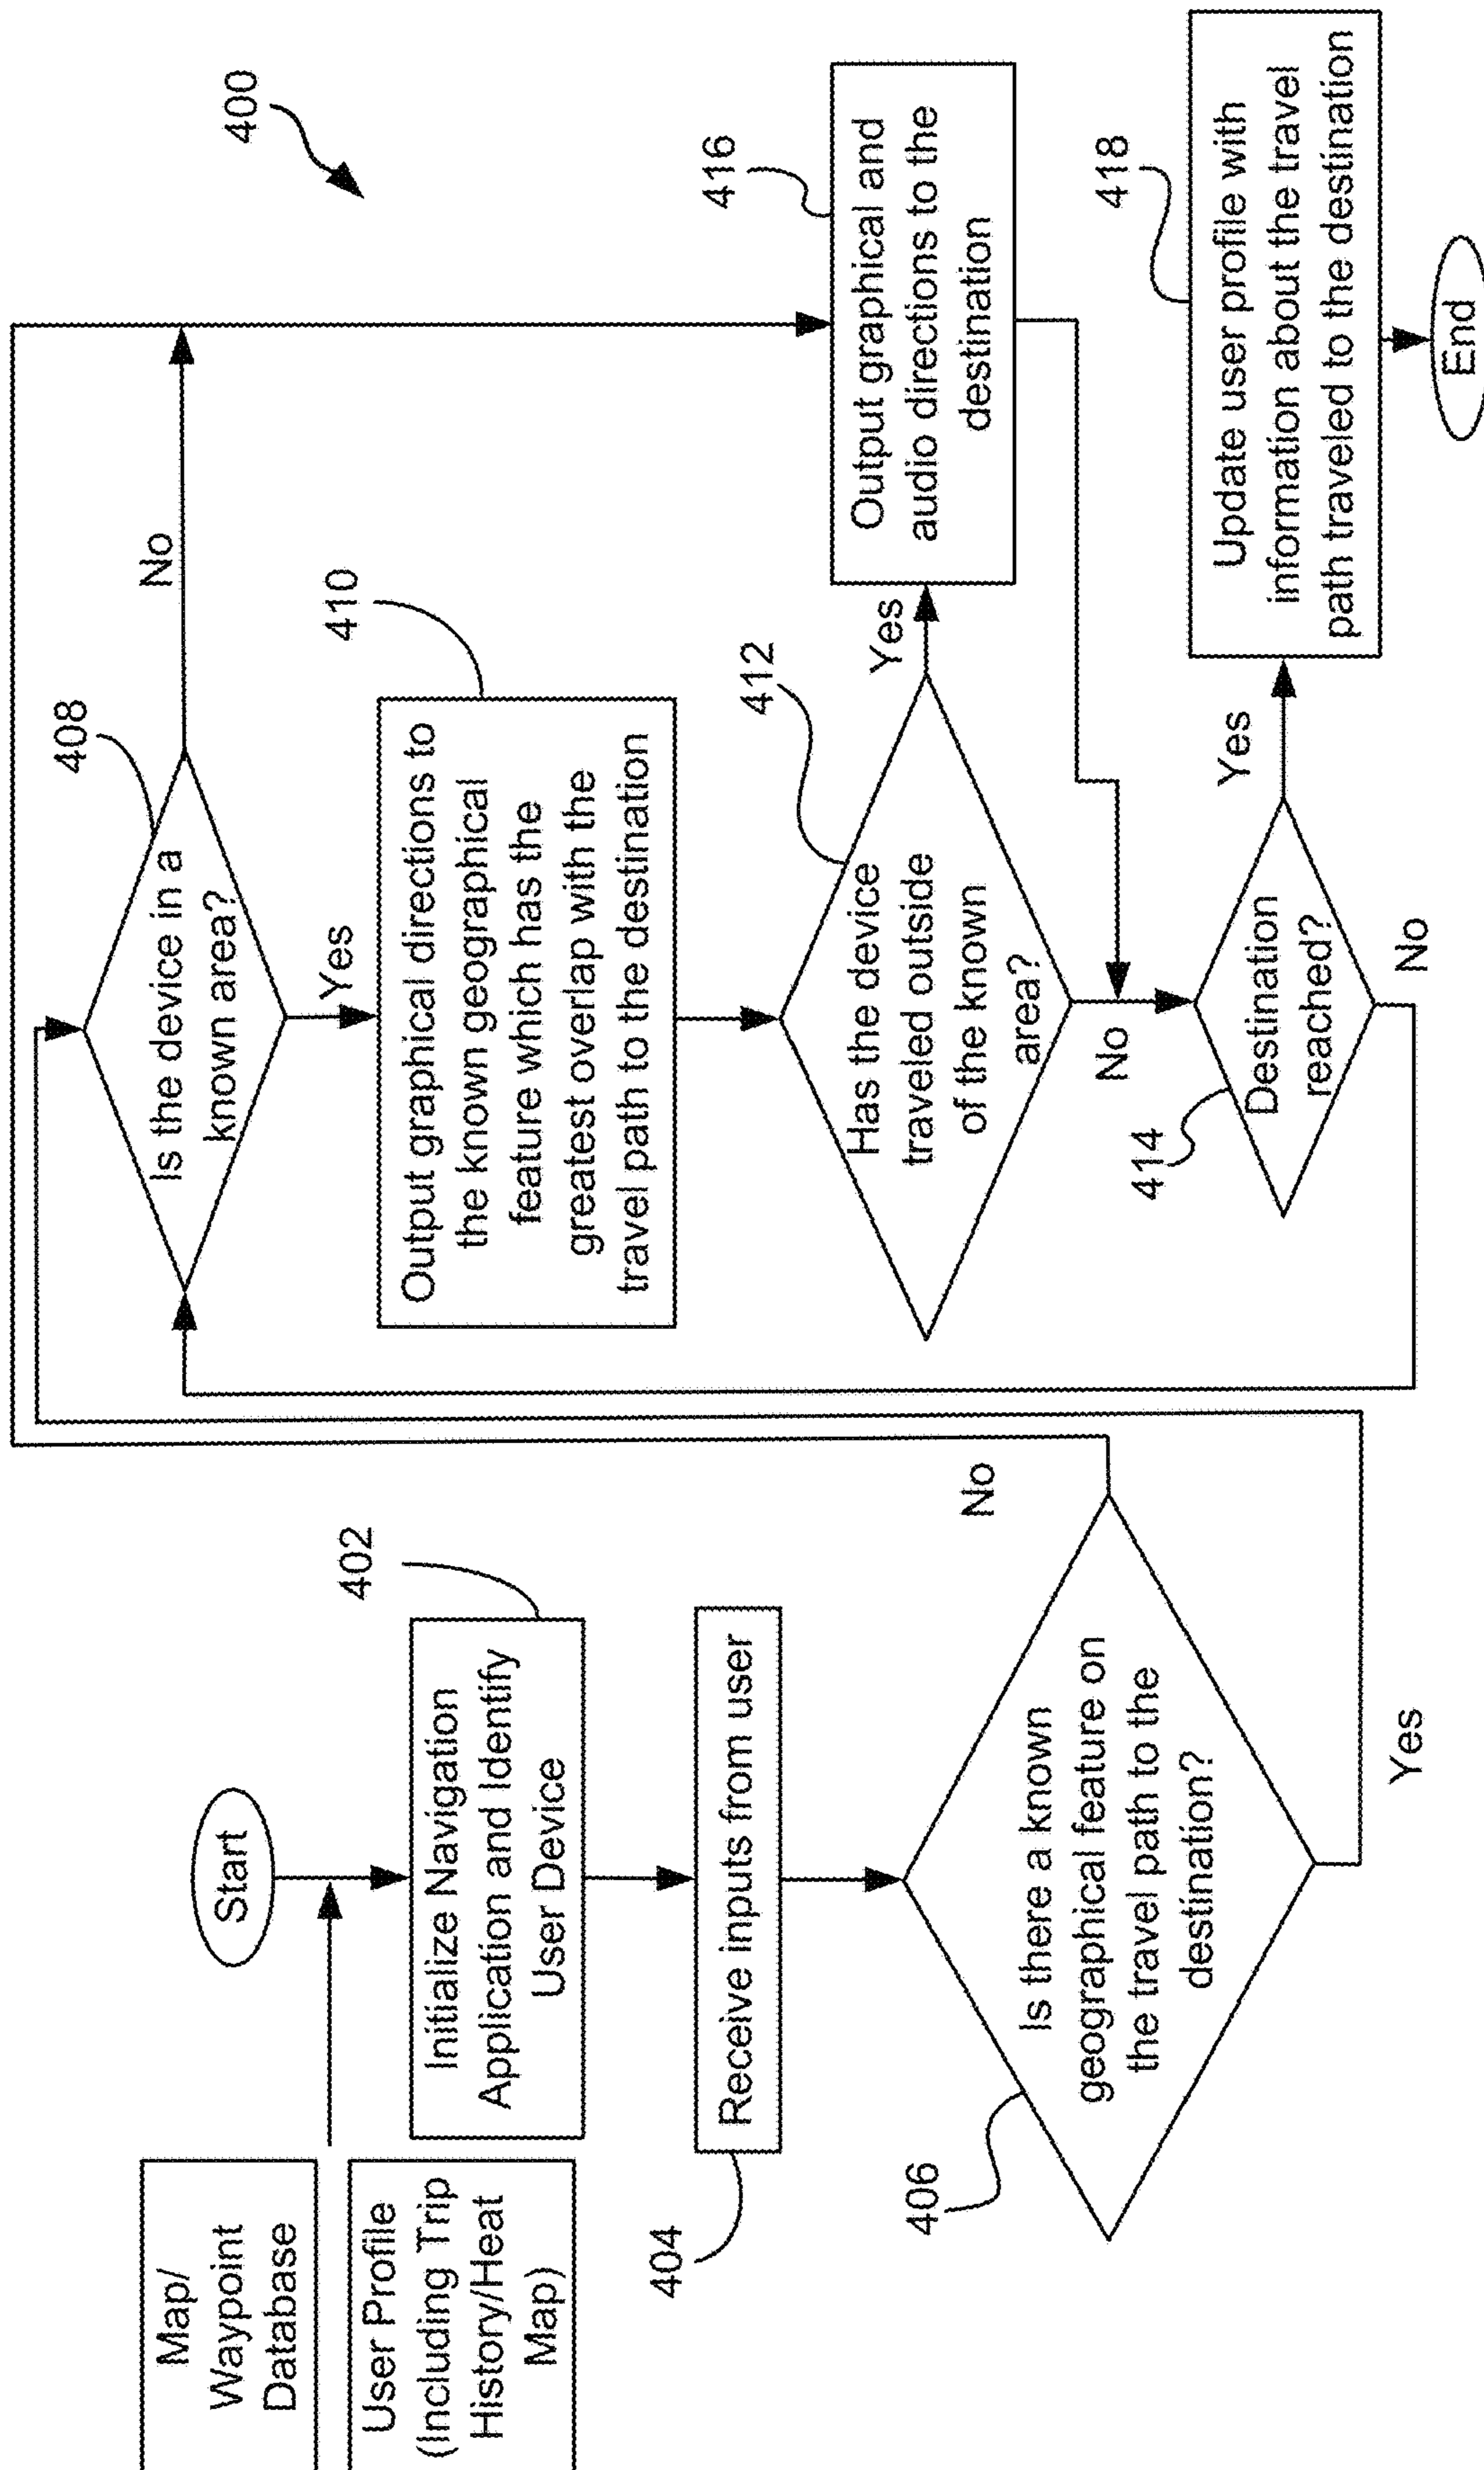 400
Start
Map/
Waypoint
Database
User Profile
(Including Trip
History/Heat
Map)
402
Initialize Navigation
Application and Identify
User Device
404
Receive inputs from user
406
Is there a known
geographical feature on
the travel path to the
destination?
No
Yes
408
Is the device in a
known area?
No
Yes
410
Output graphical directions to
the known geographical
feature which has the
greatest overlap with the
travel path to the destination
412
Has the device
traveled outside
of the known
area?
Yes
No
416
Output graphical and
audio directions to the
destination
414
Destination
reached?
Yes
No
418
Update user profile with
information about the travel
path traveled to the destination
End